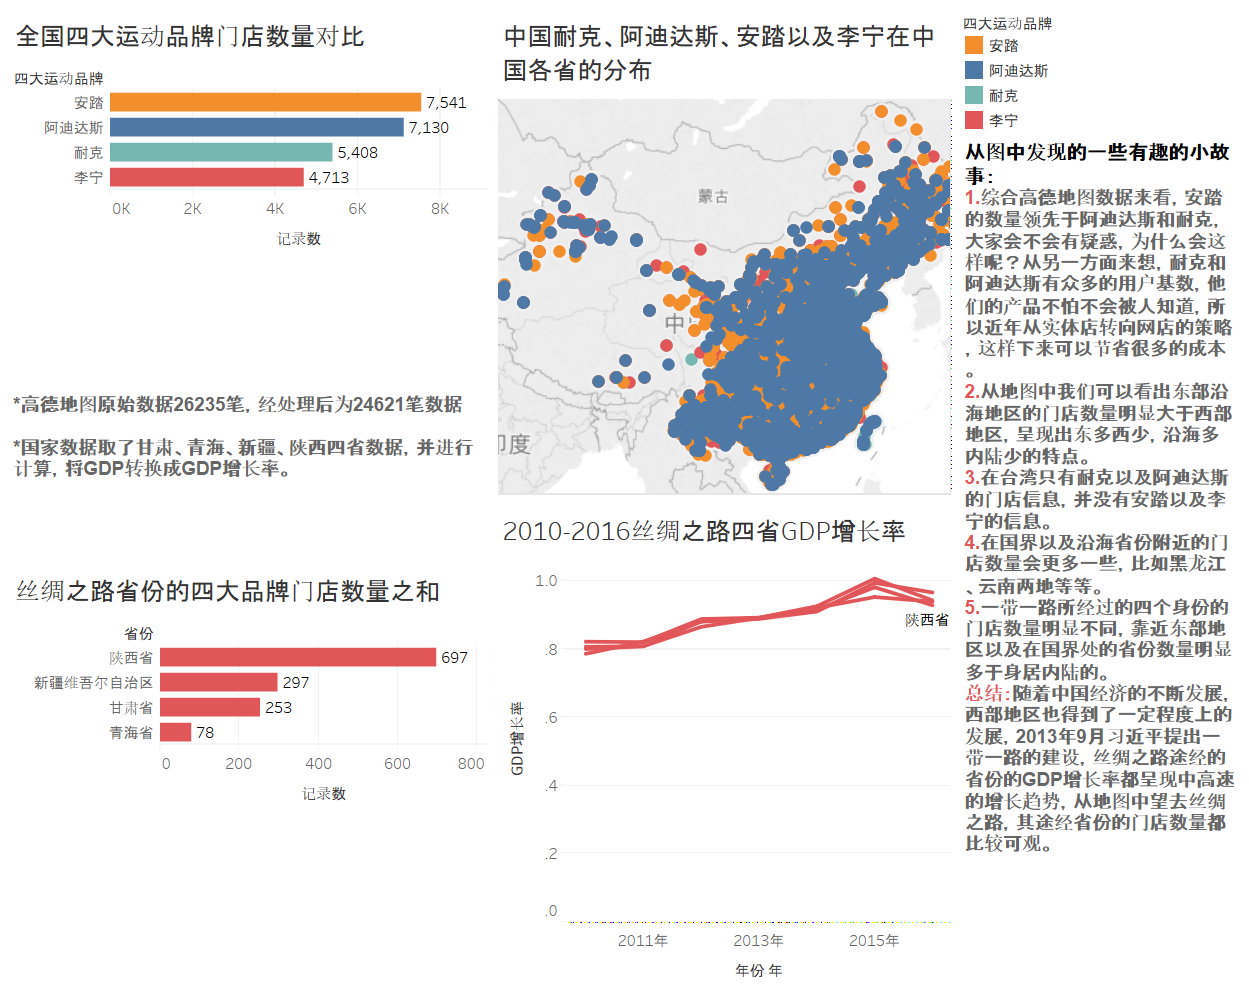 全国四大运动品牌门店数量对比
四大运动品牌
安踏 7,541
阿迪达斯 7,130
耐克 5,408
李宁 4,713
0K 2K 4K 6K 8K
记录数
*高德地图原始数据26235笔, 经处理后为24621笔数据
*国家数据取了甘肃、青海、新疆、陕西四省数据, 并进行
计算, 将GDP转换成GDP增长率。
丝绸之路省份的四大品牌门店数量之和
省份
陕西省 697
新疆维吾尔自治区 297
甘肃省 253
青海省 78
0 200 400 600 800
记录数
中国耐克、阿迪达斯、安踏以及李宁在中
国各省的分布
蒙古
中
印度
2010-2016丝绸之路四省GDP增长率
1.0
.8
.6
.4
.2
.0
GDP增长率
陕西省
2011年 2013年 2015年
年份 年
四大运动品牌
安踏
阿迪达斯
耐克
李宁
从图中发现的一些有趣的小故
事:
1.综合高德地图数据来看, 安踏
的数量领先于阿迪达斯和耐克,
大家会不会有疑惑, 为什么会这
样呢? 从另一方面来想, 耐克和
阿迪达斯有众多的用户基数, 他
们的产品不怕不会被人知道, 所
以近年从实体店转向网店的策略
, 这样下来可以节省很多的成本
。
2.从地图中我们可以看出东部沿
海地区的门店数量明显大于西部
地区, 呈现出东多西少, 沿海多
内陆少的特点。
3.在台湾只有耐克以及阿迪达斯
的门店信息, 并没有安踏以及李
宁的信息。
4.在国界以及沿海省份附近的门
店数量会更多一些, 比如黑龙江
、云南两地等等。
5.一带一路所经过的四个身份的
门店数量明显不同, 靠近东部地
区以及在国界处的省份数量明显
多于身居内陆的。
总结:随着中国经济的不断发展,
西部地区也得到了一定程度上的
发展, 2013年9月习近平提出一
带一路的建设, 丝绸之路途经的
省份的GDP增长率都呈现中高速
的增长趋势, 从地图中望去丝绸
之路, 其途经省份的门店数量都
比较可观。